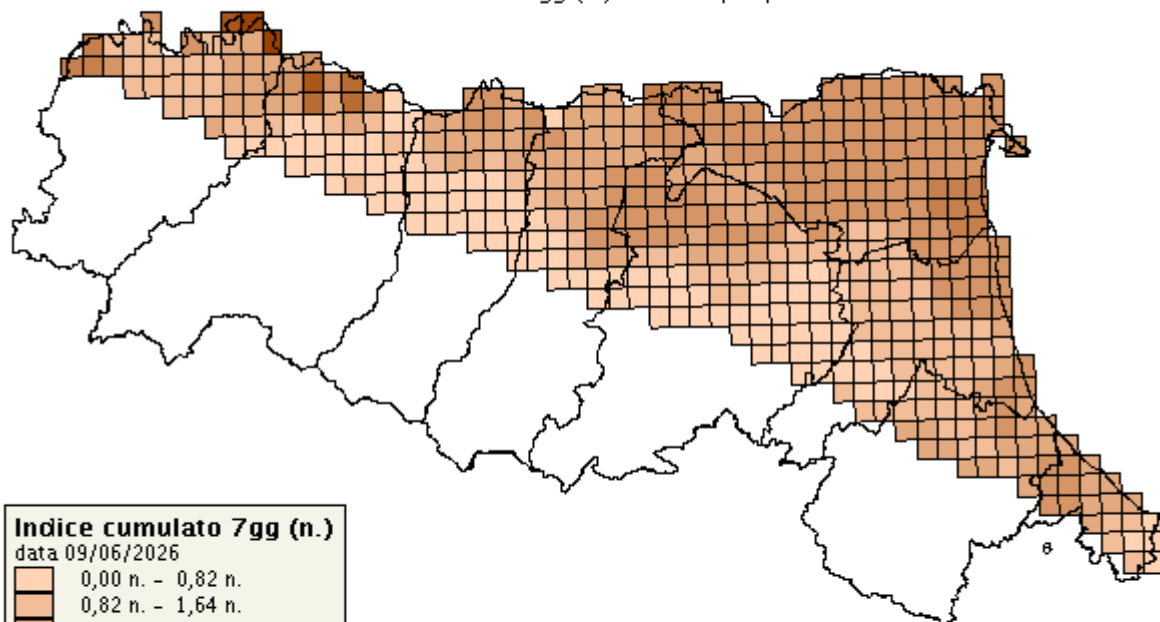 Indice cumulato 7gg (n.)
data 09/06/2026
0,00 n. - 0,82 n.
0,82 n. - 1,64 n.